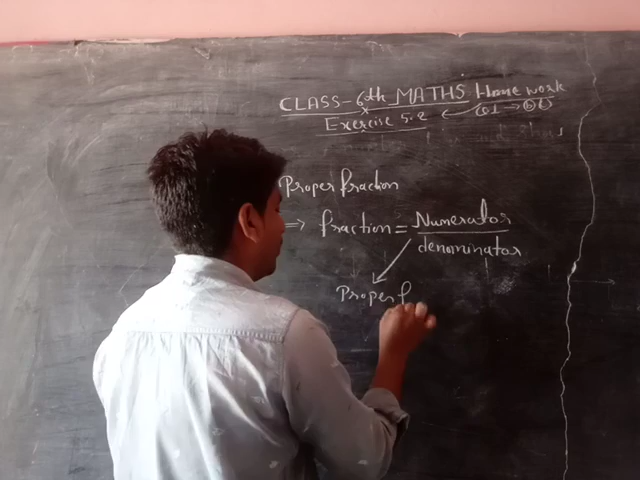 CLASS-6th MATHS Home work
Exercise 5.2
Proper fraction
⇒ fraction = Numerator
denominator
Proper f